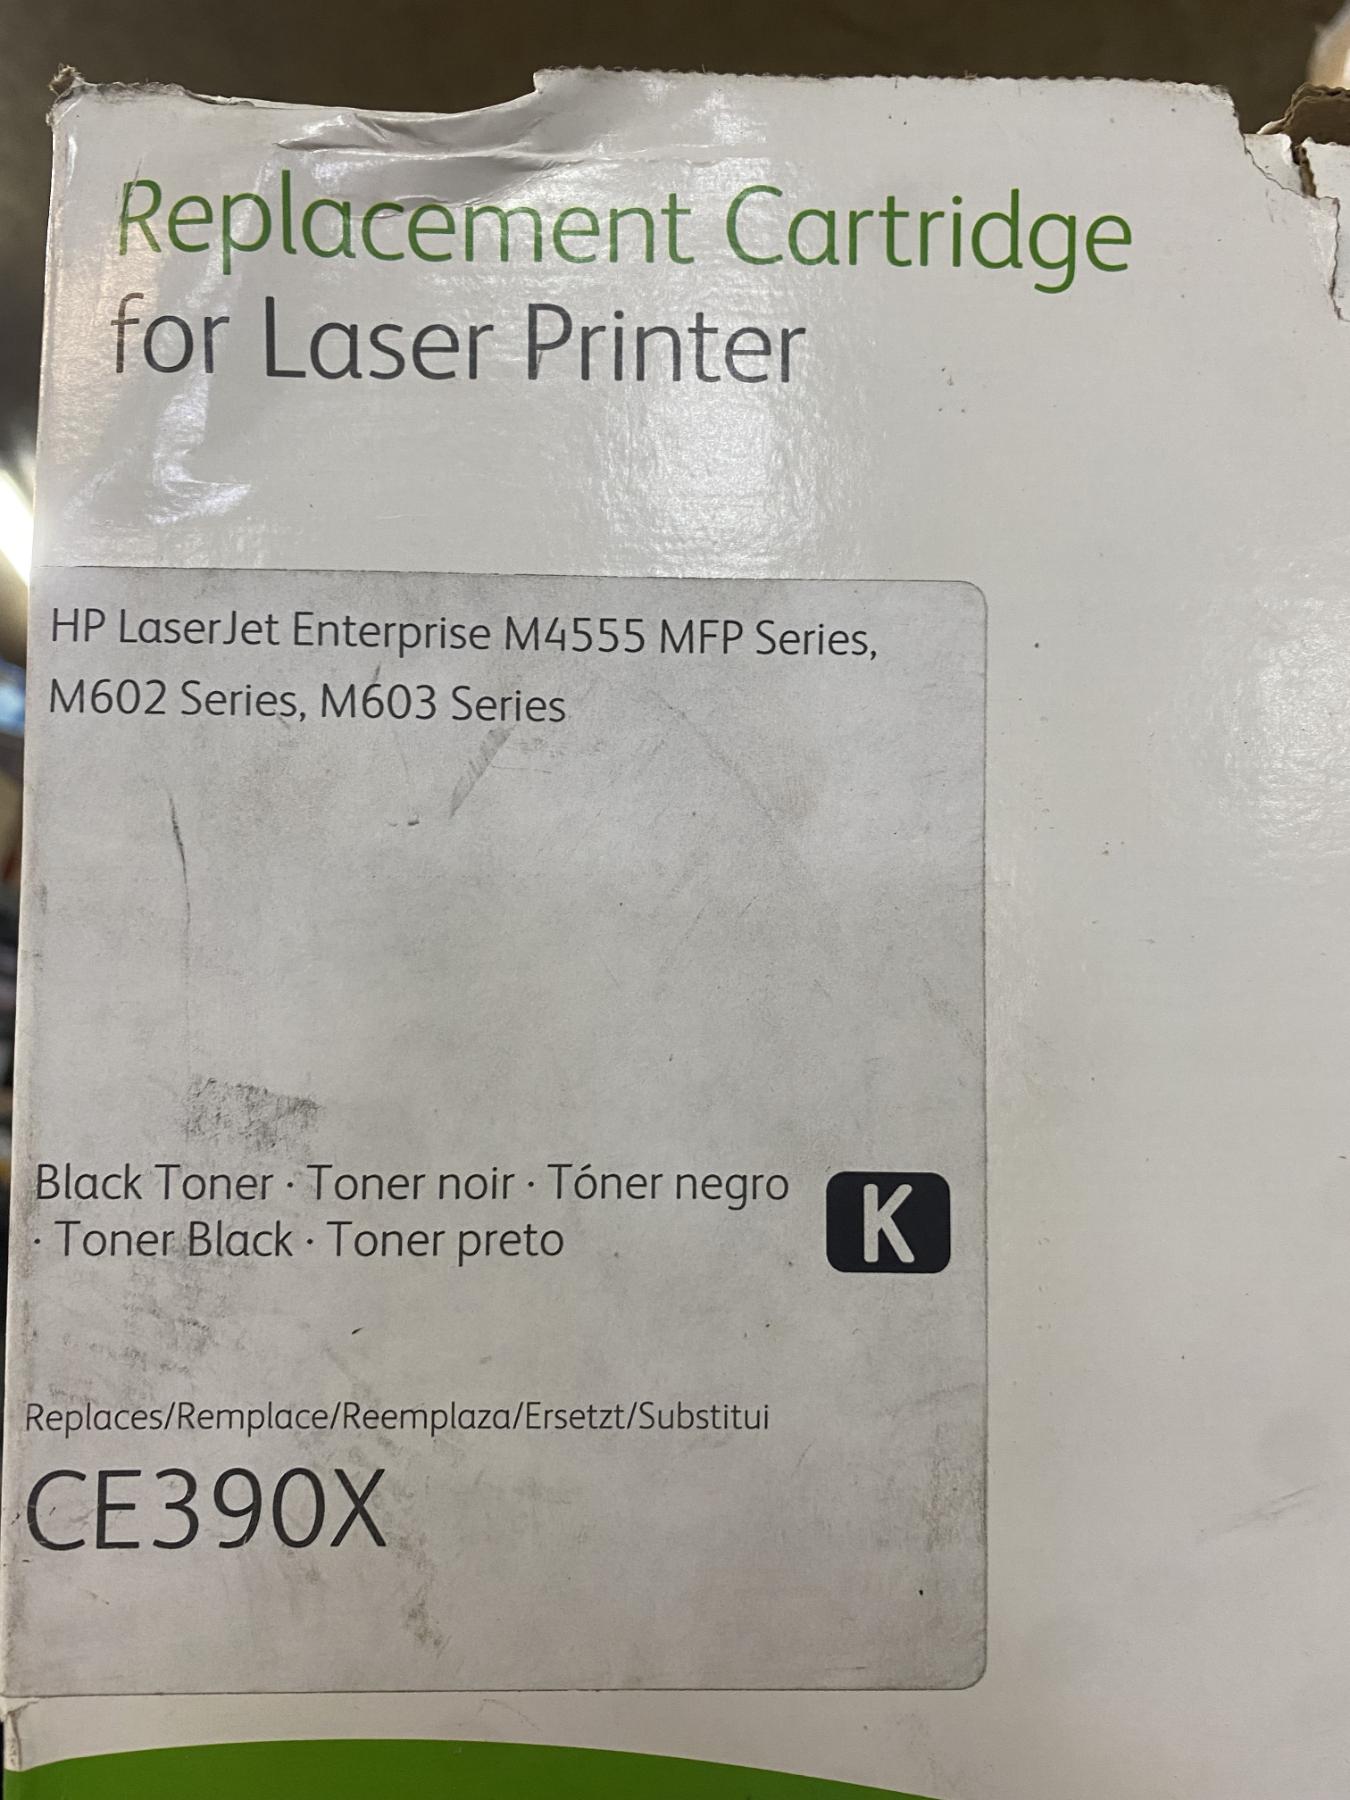 Replacement Cartridge
for Laser Printer
HP LaserJet Enterprise M4555 MFP Series,
M602 Series, M603 Series
Black Toner · Toner noir · Tóner negro
· Toner Black · Toner preto
K
Replaces/Remplace/Reemplaza/Ersetzt/Substitui
CE390X